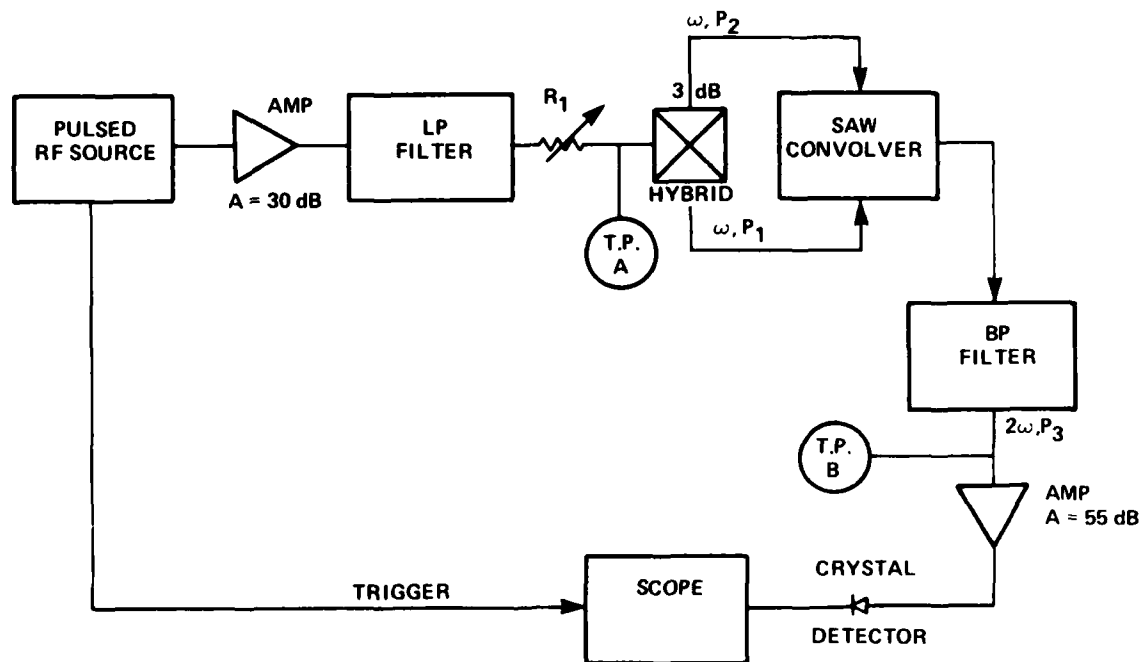 ω, P2
3 dB
AMP
R1
PULSED
RF SOURCE
LP
FILTER
SAW
CONVOLVER
A = 30 dB
HYBRID
T.P.
A
ω, P1
BP
FILTER
2ω, P3
T.P.
B
AMP
A = 55 dB
SCOPE
CRYSTAL
TRIGGER
DETECTOR